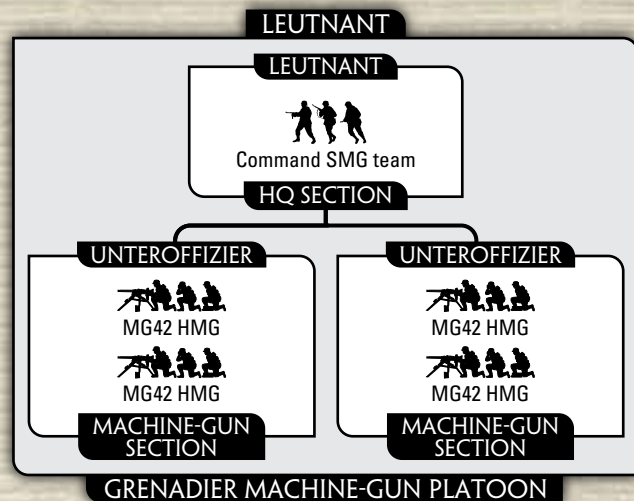 LEUTNANT
LEUTNANT
Command SMG team
HQ SECTION
UNTEROFFIZIER
MG42 HMG
MG42 HMG
MACHINE-GUN
SECTION
UNTEROFFIZIER
MG42 HMG
MG42 HMG
MACHINE-GUN
SECTION
GRENADIER MACHINE-GUN PLATOON